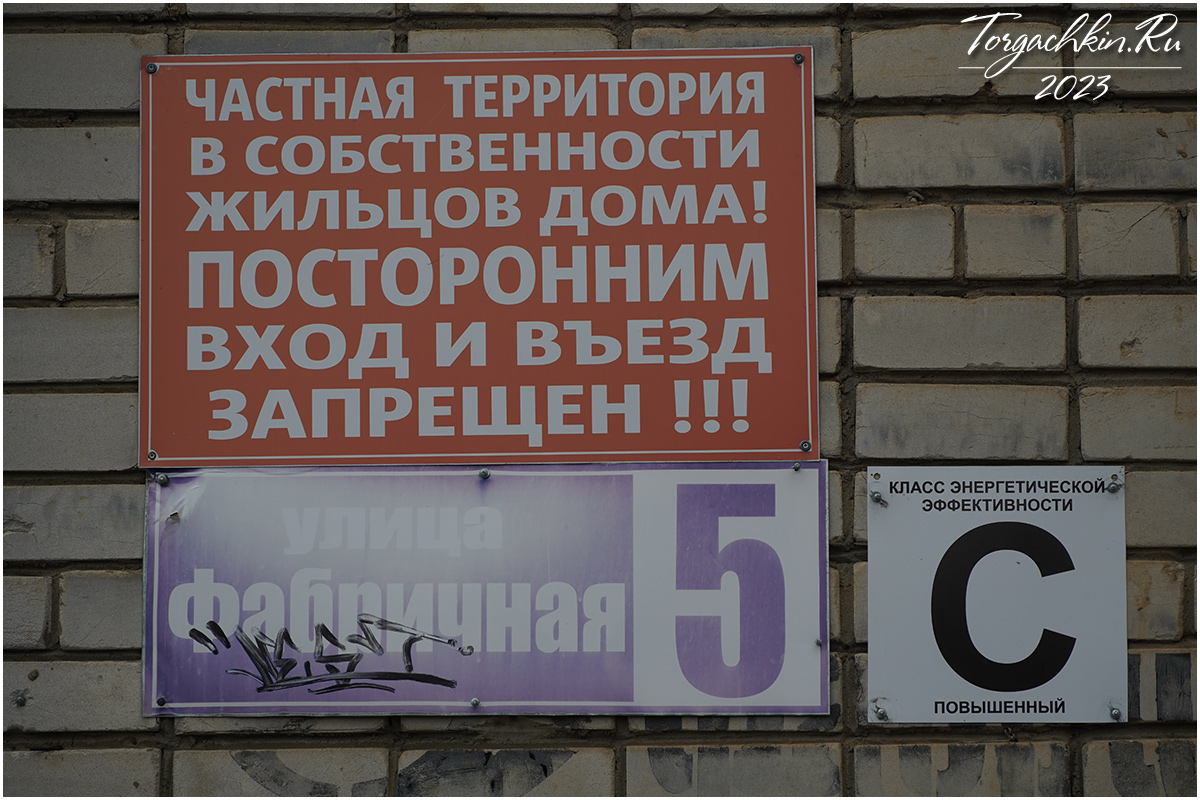 Torgachkin.Ru
2023
ЧАСТНАЯ ТЕРРИТОРИЯ
В СОБСТВЕННОСТИ
ЖИЛЬЦОВ ДОМА!
ПОСТОРОННИМ
ВХОД И ВЪЕЗД
ЗАПРЕЩЕН !!!
улица
Фабричная
5
КЛАСС ЭНЕРГЕТИЧЕСКОЙ
ЭФФЕКТИВНОСТИ
С
ПОВЫШЕННЫЙ